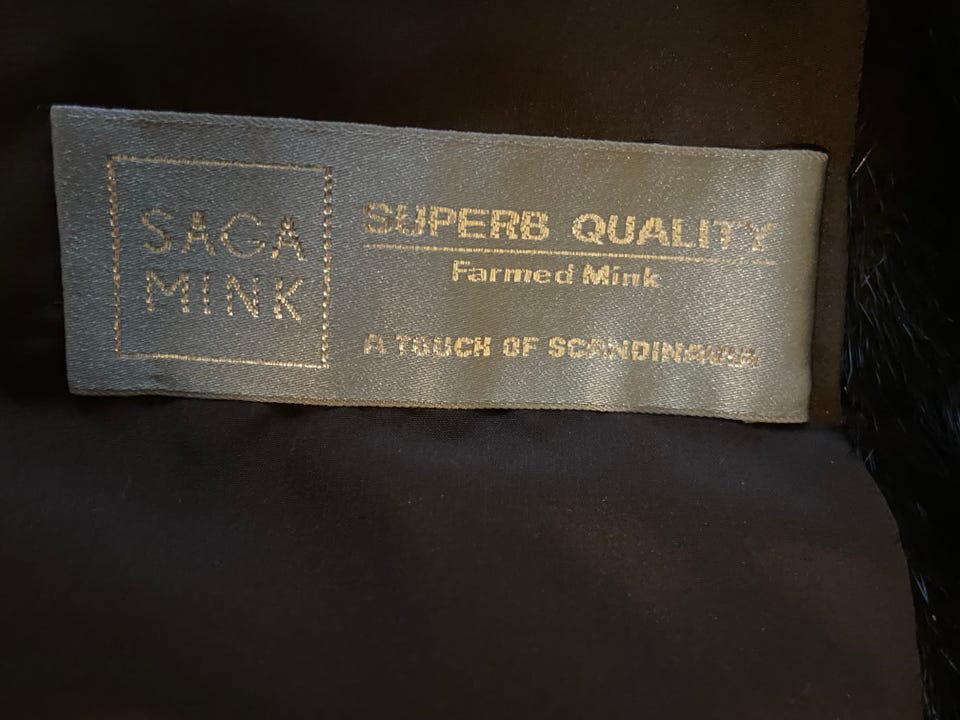 SAGA
MINK
SUPERB QUALITY
Farmed Mink
A TOUCH OF SCANDINAVIA